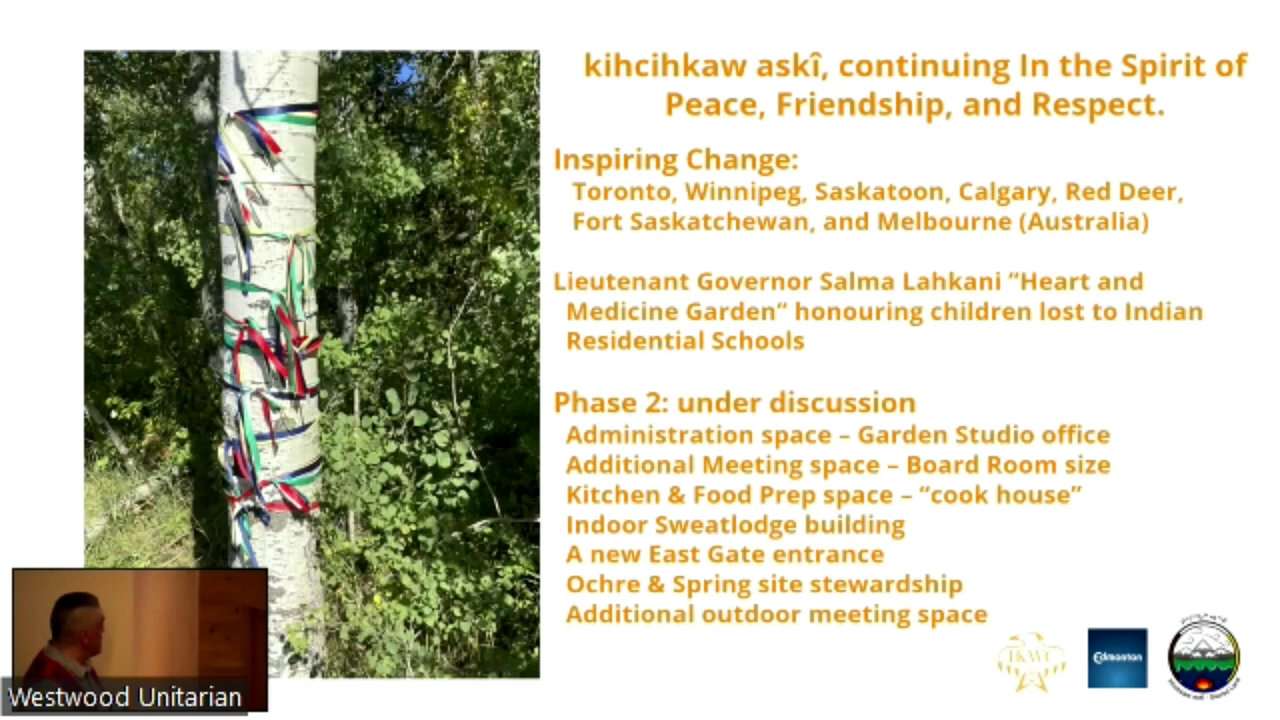 kihcihkaw askî, continuing In the Spirit of
Peace, Friendship, and Respect.
Inspiring Change:
Toronto, Winnipeg, Saskatoon, Calgary, Red Deer,
Fort Saskatchewan, and Melbourne (Australia)
Lieutenant Governor Salma Lahkani “Heart and
Medicine Garden” honouring children lost to Indian
Residential Schools
Phase 2: under discussion
Administration space – Garden Studio office
Additional Meeting space – Board Room size
Kitchen & Food Prep space – “cook house”
Indoor Sweatlodge building
A new East Gate entrance
Ochre & Spring site stewardship
Additional outdoor meeting space
IKWC
Edmonton
Westwood Unitarian